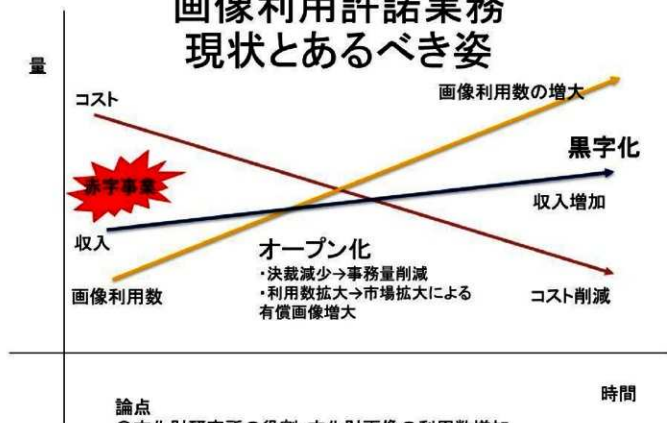 画像利用許諾業務
現状とあるべき姿
量
コスト
画像利用数の増大
黒字化
赤字事業
収入増加
収入
オープン化
・決裁減少→事務量削減
・利用数拡大→市場拡大による
有償画像増大
画像利用数
コスト削減
時間
論点